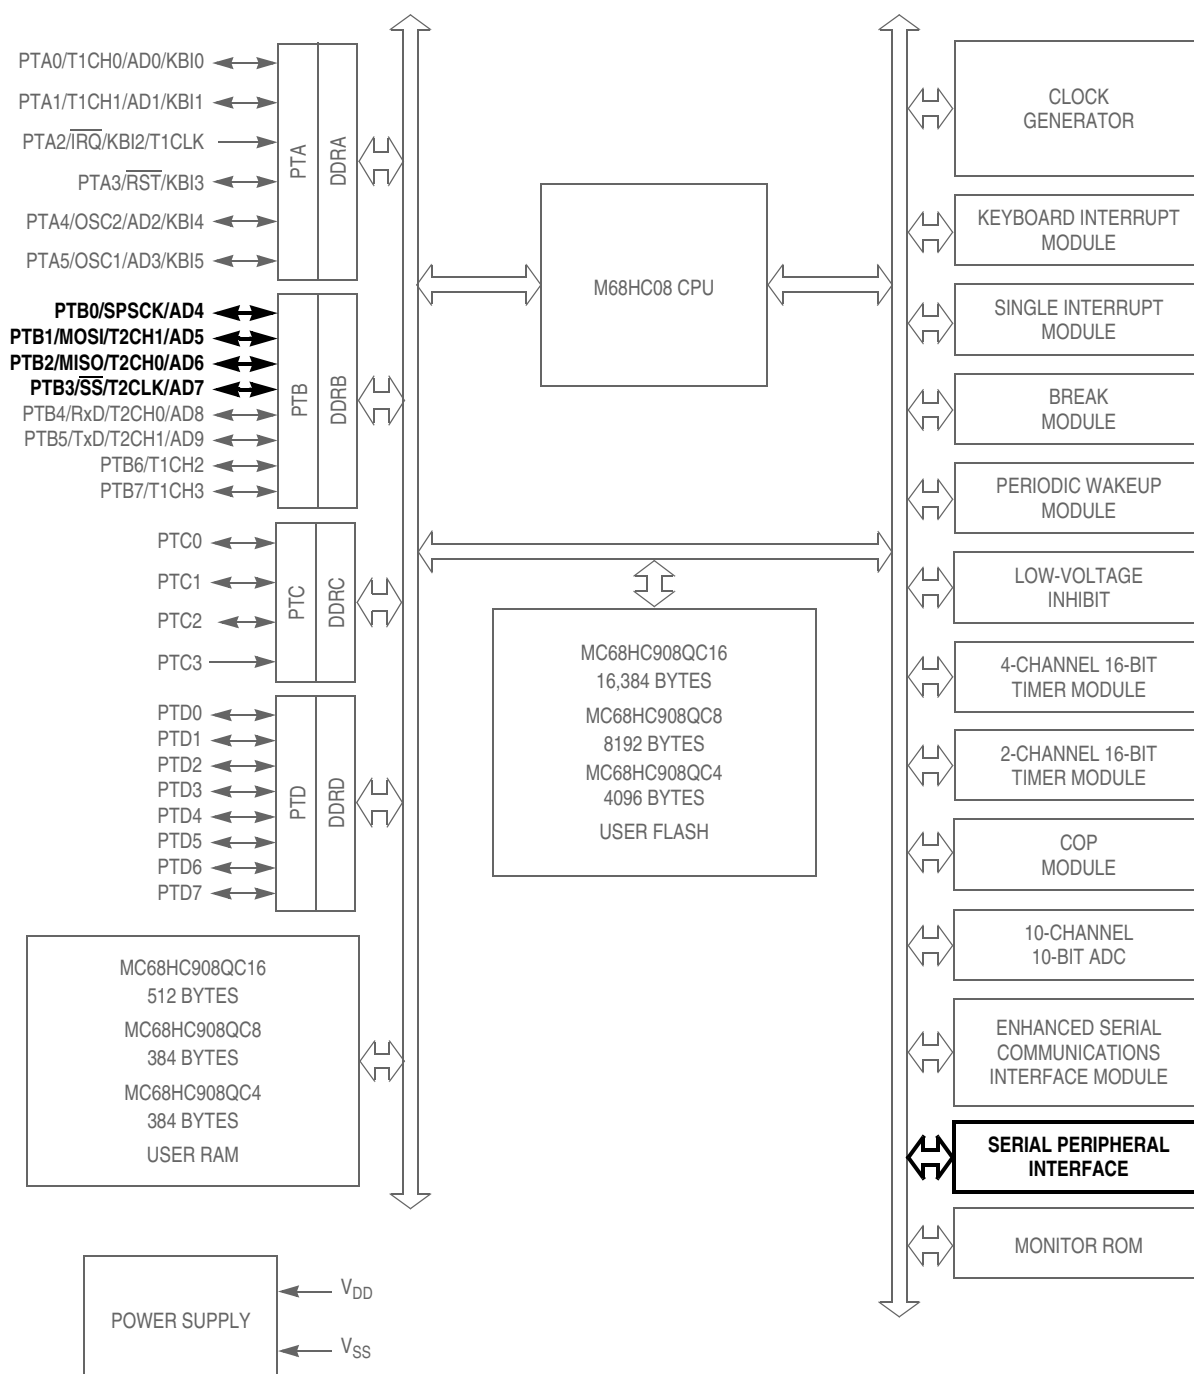 PTA0/T1CH0/AD0/KBI0
PTA1/T1CH1/AD1/KBI1
PTA2/IRQ/KBI2/T1CLK
PTA3/RST/KBI3
PTA4/OSC2/AD2/KBI4
PTA5/OSC1/AD3/KBI5
PTA
DDRA
PTB0/SPSCK/AD4
PTB1/MOSI/T2CH1/AD5
PTB2/MISO/T2CH0/AD6
PTB3/SS/T2CLK/AD7
PTB4/RxD/T2CH0/AD8
PTB5/TxD/T2CH1/AD9
PTB6/T1CH2
PTB7/T1CH3
PTB
DDRB
PTC0
PTC1
PTC2
PTC3
PTC
DDRC
PTD0
PTD1
PTD2
PTD3
PTD4
PTD5
PTD6
PTD7
PTD
DDRD
MC68HC908QC16
512 BYTES
MC68HC908QC8
384 BYTES
MC68HC908QC4
384 BYTES
USER RAM
POWER SUPPLY
VDD
VSS
M68HC08 CPU
MC68HC908QC16
16,384 BYTES
MC68HC908QC8
8192 BYTES
MC68HC908QC4
4096 BYTES
USER FLASH
CLOCK
GENERATOR
KEYBOARD INTERRUPT
MODULE
SINGLE INTERRUPT
MODULE
BREAK
MODULE
PERIODIC WAKEUP
MODULE
LOW-VOLTAGE
INHIBIT
4-CHANNEL 16-BIT
TIMER MODULE
2-CHANNEL 16-BIT
TIMER MODULE
COP
MODULE
10-CHANNEL
10-BIT ADC
ENHANCED SERIAL
COMMUNICATIONS
INTERFACE MODULE
SERIAL PERIPHERAL
INTERFACE
MONITOR ROM